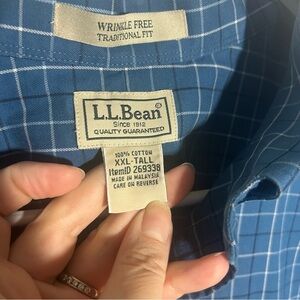 WRINKLE FREE
TRADITIONAL FIT
L.L.Bean®
Since 1912
QUALITY GUARANTEED
100% COTTON
XXL-TALL
ItemID 269338
MADE IN MALAYSIA
CARE ON REVERSE